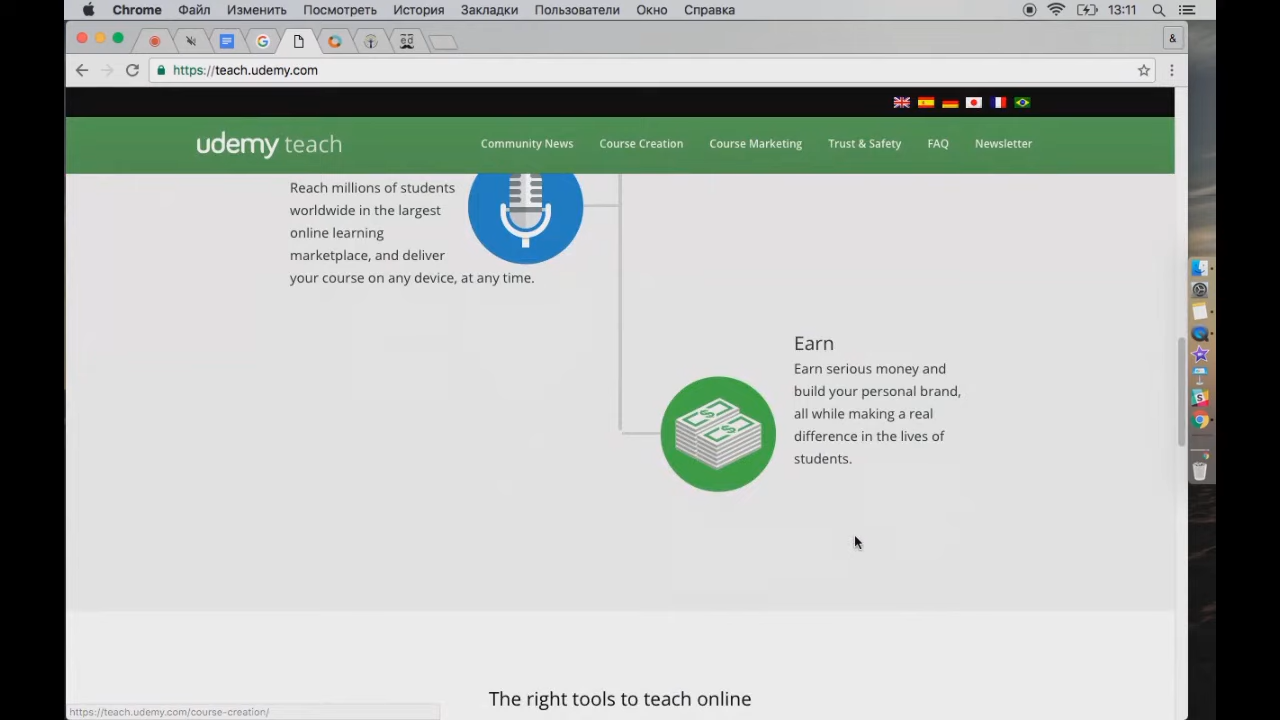 Chrome Файл Изменить Посмотреть История Закладки Пользователи Окно Справка 13:11
&
https://teach.udemy.com
udemy teach Community News Course Creation Course Marketing Trust & Safety FAQ Newsletter
Reach millions of students
worldwide in the largest
online learning
marketplace, and deliver
your course on any device, at any time.
Earn
Earn serious money and
build your personal brand,
all while making a real
difference in the lives of
students.
The right tools to teach online
https://teach.udemy.com/course-creation/